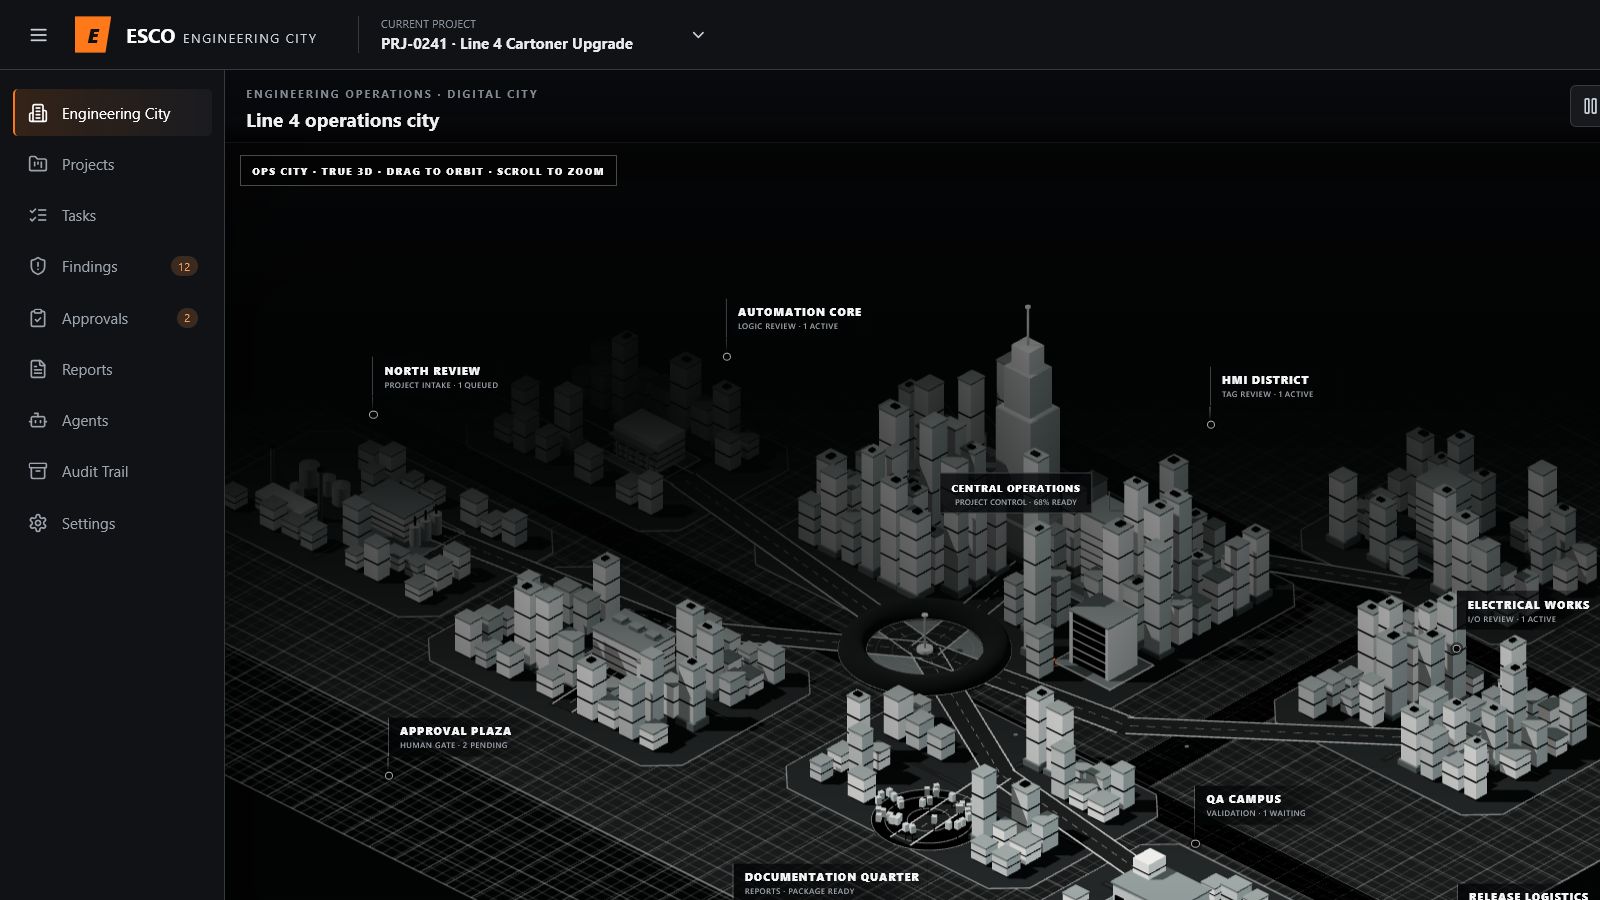 E ESCO ENGINEERING CITY
CURRENT PROJECT
PRJ-0241 · Line 4 Cartoner Upgrade
Engineering City
Projects
Tasks
Findings 12
Approvals 2
Reports
Agents
Audit Trail
Settings
ENGINEERING OPERATIONS · DIGITAL CITY
Line 4 operations city
OPS CITY · TRUE 3D · DRAG TO ORBIT · SCROLL TO ZOOM
AUTOMATION CORE
LOGIC REVIEW · 1 ACTIVE
NORTH REVIEW
PROJECT INTAKE · 1 QUEUED
HMI DISTRICT
TAG REVIEW · 1 ACTIVE
CENTRAL OPERATIONS
PROJECT CONTROL · 68% READY
ELECTRICAL WORKS
I/O REVIEW · 1 ACTIVE
APPROVAL PLAZA
HUMAN GATE · 2 PENDING
QA CAMPUS
VALIDATION · 1 WAITING
DOCUMENTATION QUARTER
REPORTS · PACKAGE READY
RELEASE LOGISTICS